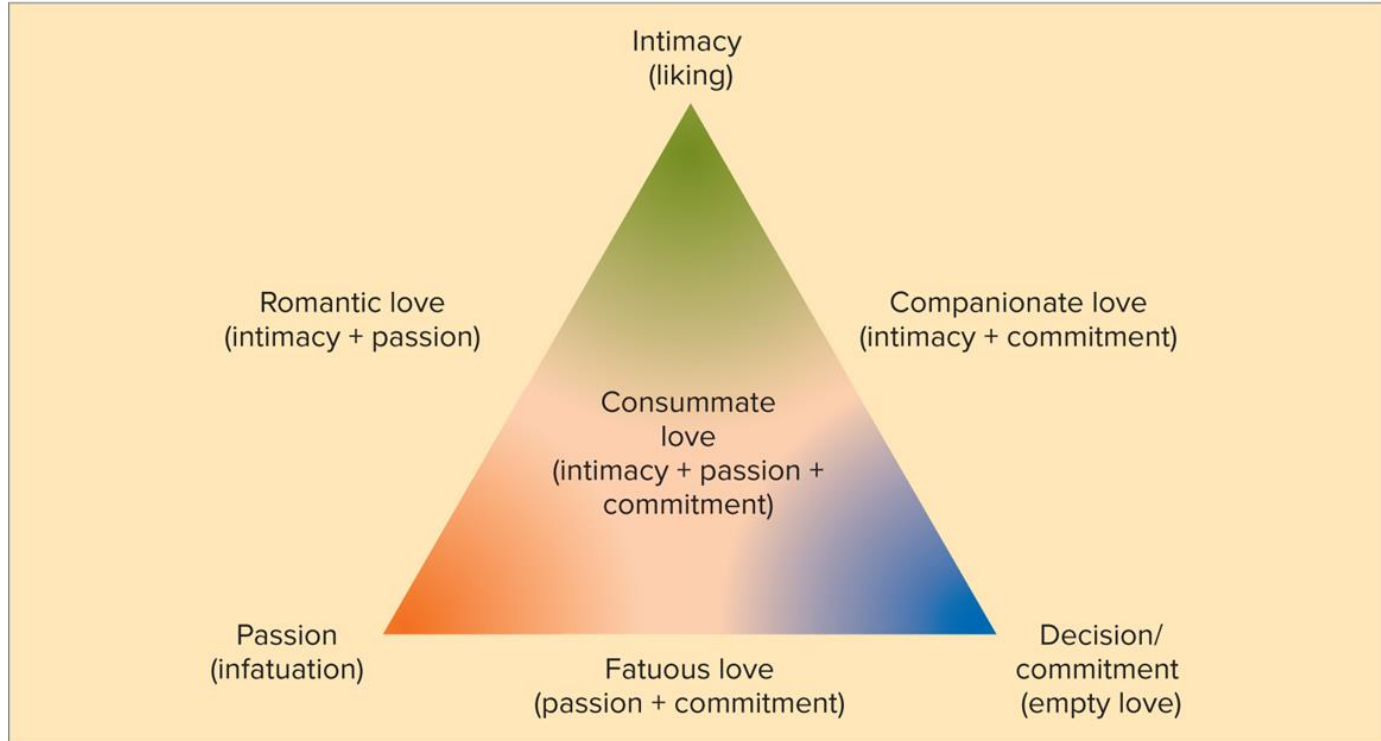 Intimacy
(liking)
Romantic love
(intimacy + passion)
Companionate love
(intimacy + commitment)
Consummate
love
(intimacy + passion +
commitment)
Passion
(infatuation)
Fatuous love
(passion + commitment)
Decision/
commitment
(empty love)